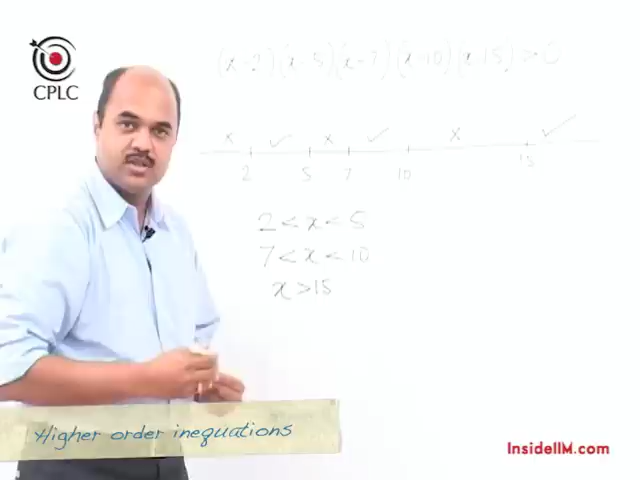 CPLC
(x-2)(x-5)(x-7)(x-10)(x-15)>0
x ✓ x ✓ x ✓
2 5 7 10 15
2<x<5
7<x<10
x>15
Higher order inequations
InsideIIM.com